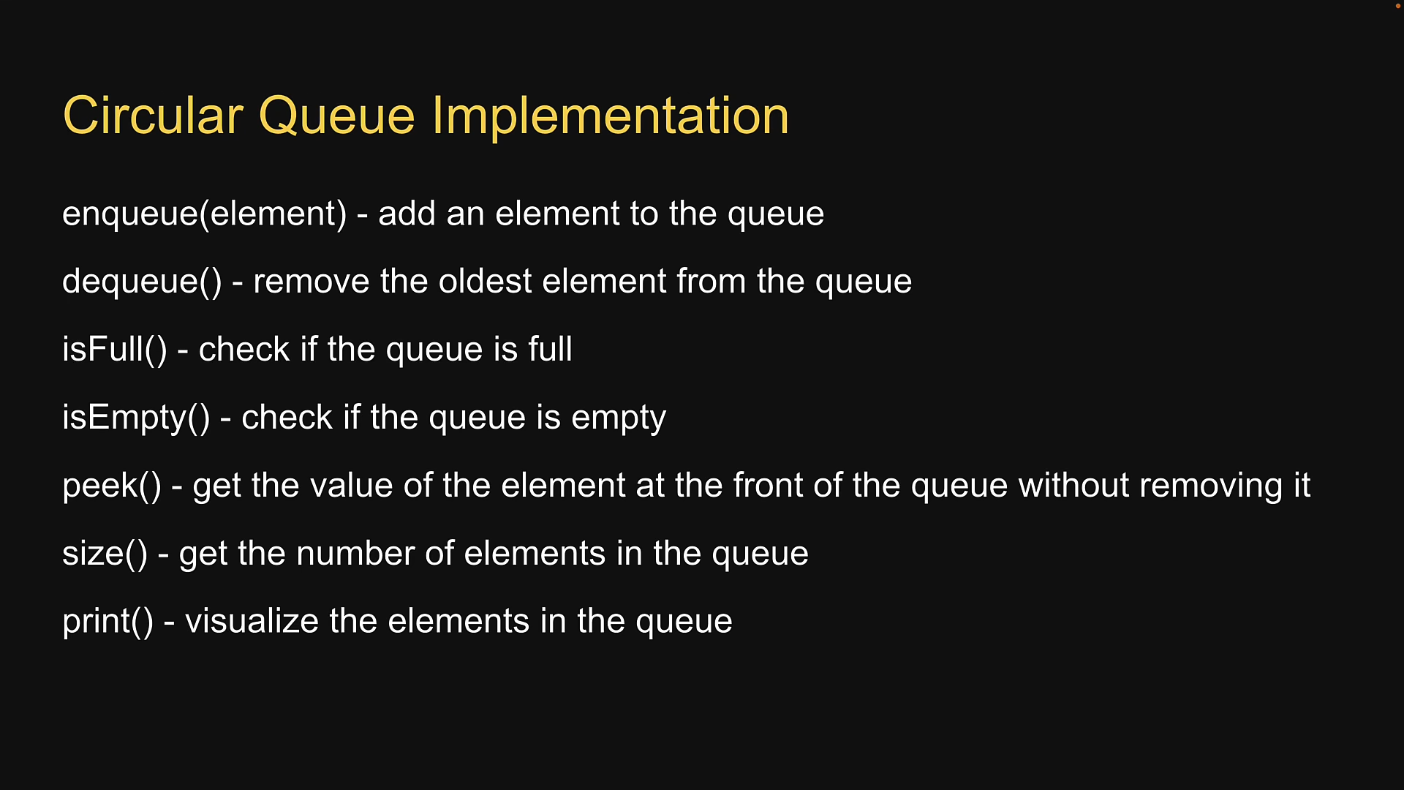 Circular Queue Implementation
enqueue(element) - add an element to the queue
dequeue() - remove the oldest element from the queue
isFull() - check if the queue is full
isEmpty() - check if the queue is empty
peek() - get the value of the element at the front of the queue without removing it
size() - get the number of elements in the queue
print() - visualize the elements in the queue